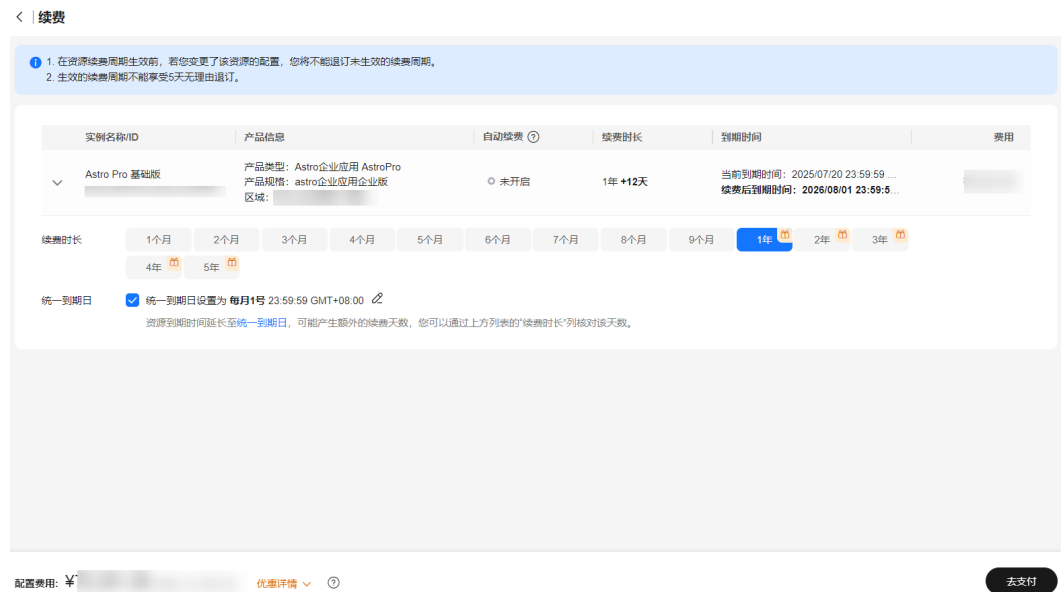 续费
1. 在资源续费周期生效前，若您变更了该资源的配置，您将不能退订未生效的续费周期。
2. 生效的续费周期不能享受5天无理由退订。
实例名称/ID 产品信息 自动续费 续费时长 到期时间 费用
Astro Pro 基础版
产品类型：Astro企业应用 AstroPro
产品规格：astro企业应用企业版
区域：
未开启
1年 +12天
当前到期时间：2025/07/20 23:59:59 ...
续费后到期时间：2026/08/01 23:59:5...
续费时长 1个月 2个月 3个月 4个月 5个月 6个月 7个月 8个月 9个月 1年 2年 3年
4年 5年
统一到期日 统一到期日设置为 每月1号 23:59:59 GMT+08:00
资源到期时间延长至统一到期日，可能产生额外的续费天数，您可以通过上方列表的“续费时长”列核对该天数。
配置费用: ¥ 优惠详情 去支付